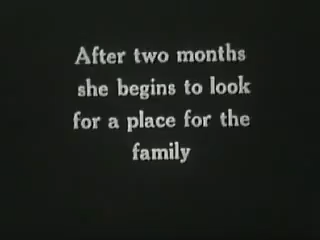 After two months
she begins to look
for a place for the
family